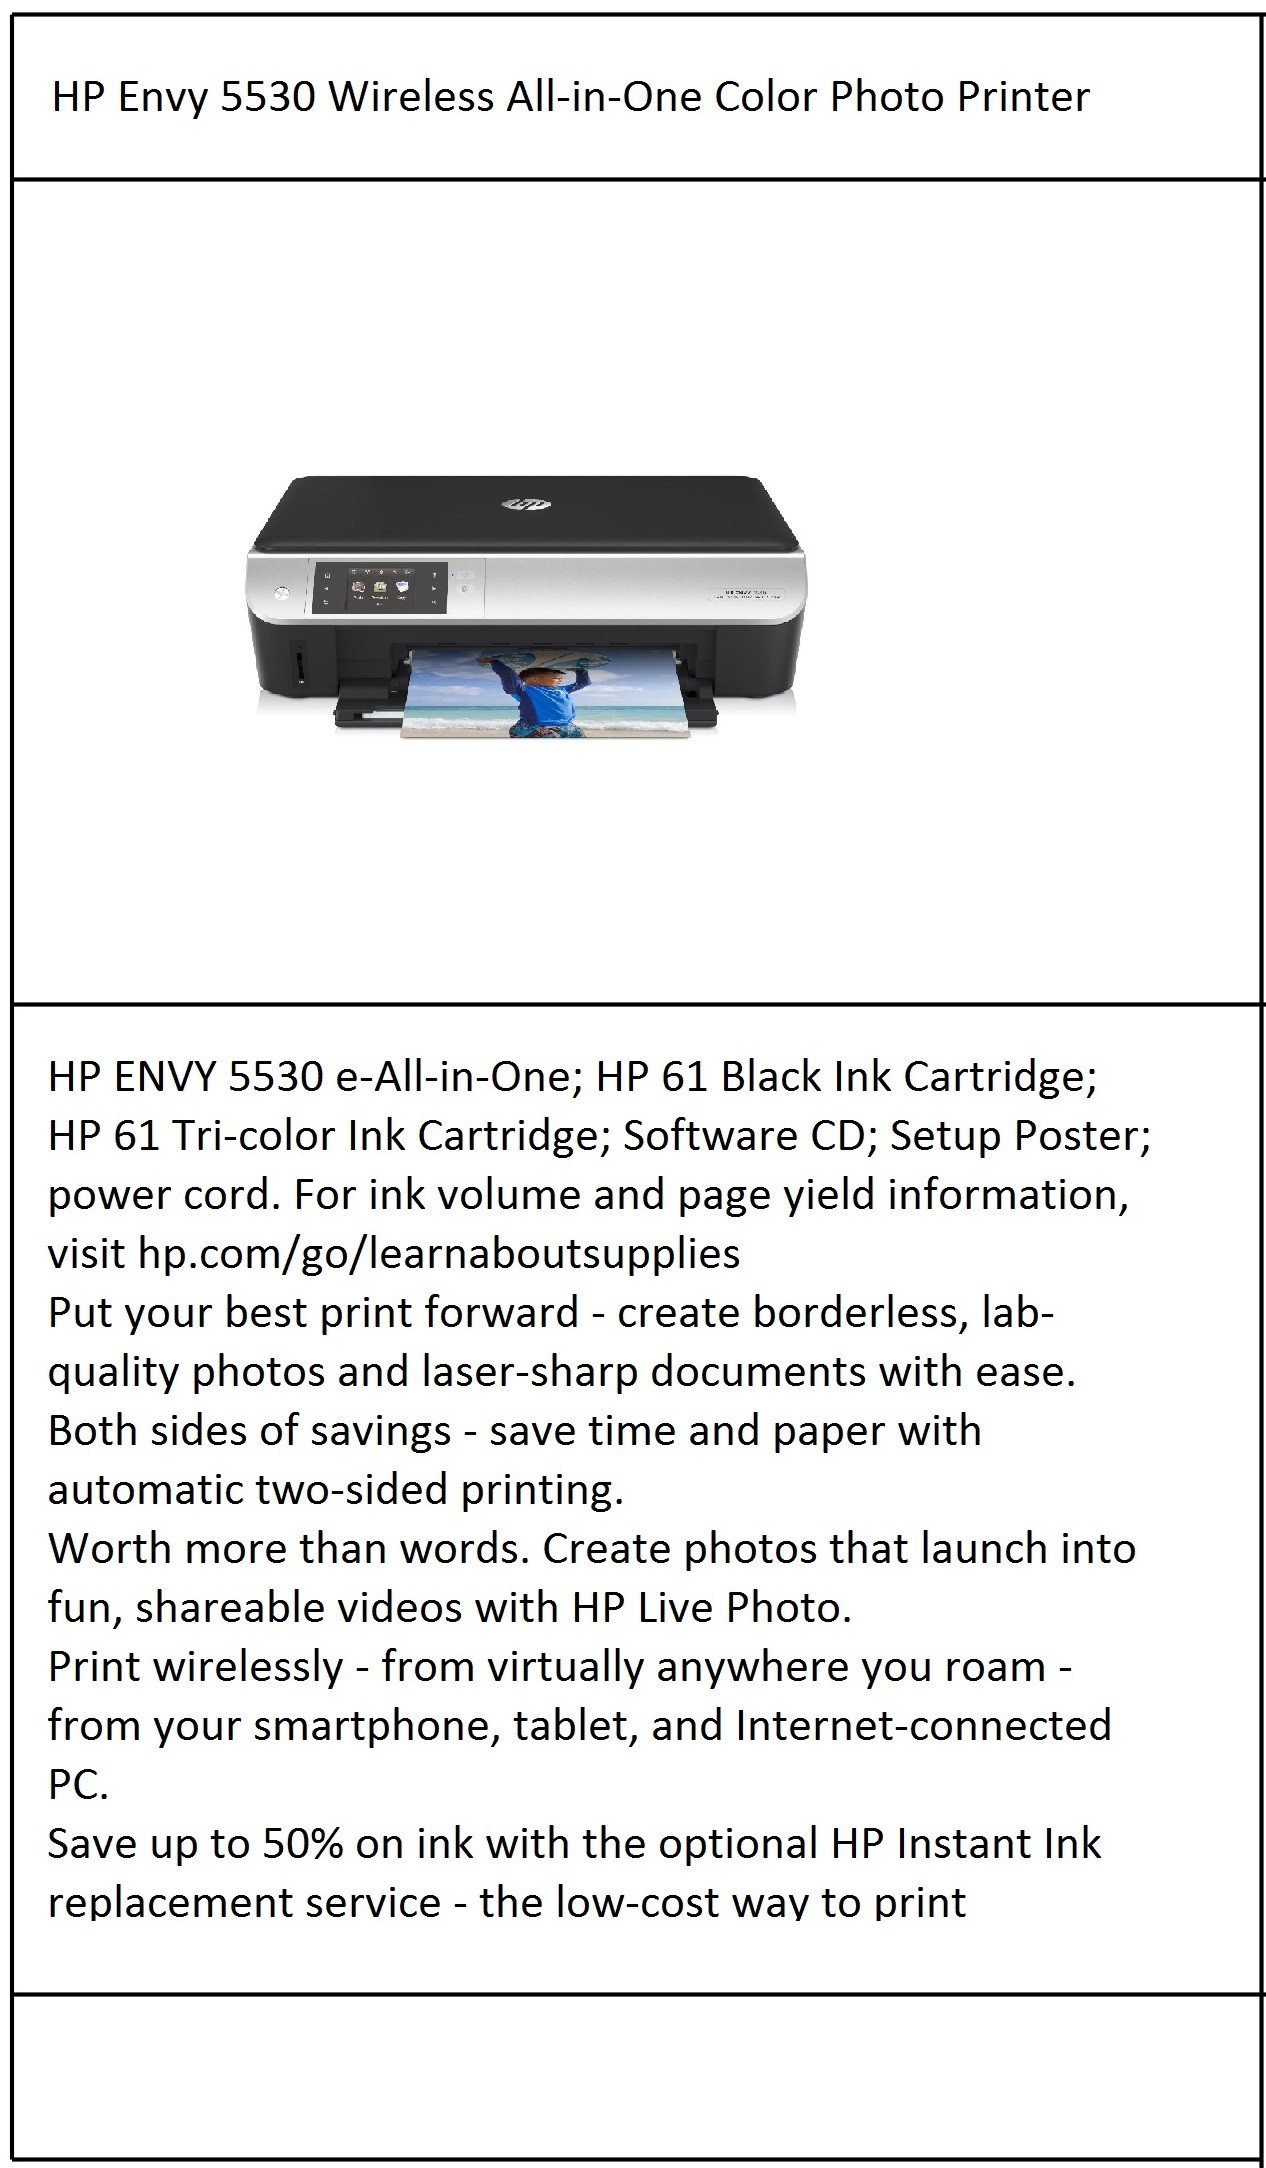 HP Envy 5530 Wireless All-in-One Color Photo Printer
hp
HP ENVY 5530 e-All-in-One; HP 61 Black Ink Cartridge;
HP 61 Tri-color Ink Cartridge; Software CD; Setup Poster;
power cord. For ink volume and page yield information,
visit hp.com/go/learnaboutsupplies
Put your best print forward - create borderless, lab-
quality photos and laser-sharp documents with ease.
Both sides of savings - save time and paper with
automatic two-sided printing.
Worth more than words. Create photos that launch into
fun, shareable videos with HP Live Photo.
Print wirelessly - from virtually anywhere you roam -
from your smartphone, tablet, and Internet-connected
PC.
Save up to 50% on ink with the optional HP Instant Ink
replacement service - the low-cost way to print